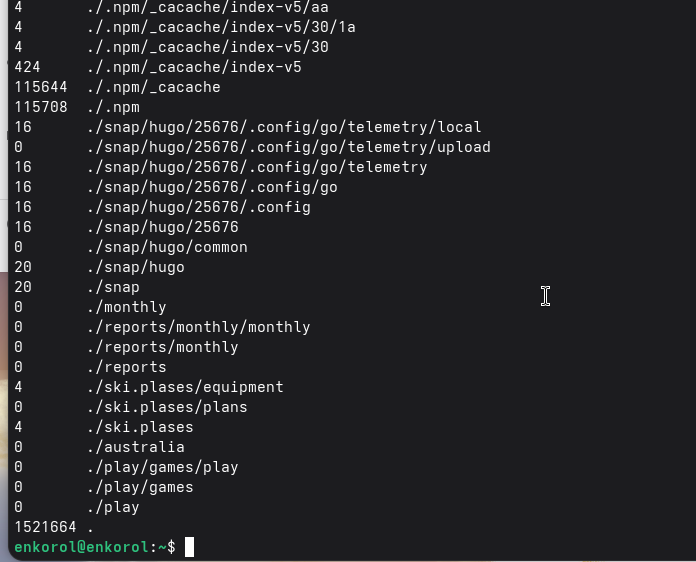 4       ./.npm/_cacache/index-v5/aa
4       ./.npm/_cacache/index-v5/30/1a
4       ./.npm/_cacache/index-v5/30
424     ./.npm/_cacache/index-v5
115644  ./.npm/_cacache
115708  ./.npm
16      ./snap/hugo/25676/.config/go/telemetry/local
0       ./snap/hugo/25676/.config/go/telemetry/upload
16      ./snap/hugo/25676/.config/go/telemetry
16      ./snap/hugo/25676/.config/go
16      ./snap/hugo/25676/.config
16      ./snap/hugo/25676
0       ./snap/hugo/common
20      ./snap/hugo
20      ./snap
0       ./monthly
0       ./reports/monthly/monthly
0       ./reports/monthly
0       ./reports
4       ./ski.plases/equipment
0       ./ski.plases/plans
4       ./ski.plases
0       ./australia
0       ./play/games/play
0       ./play/games
0       ./play
1521664 .
enkorol@enkorol:~$